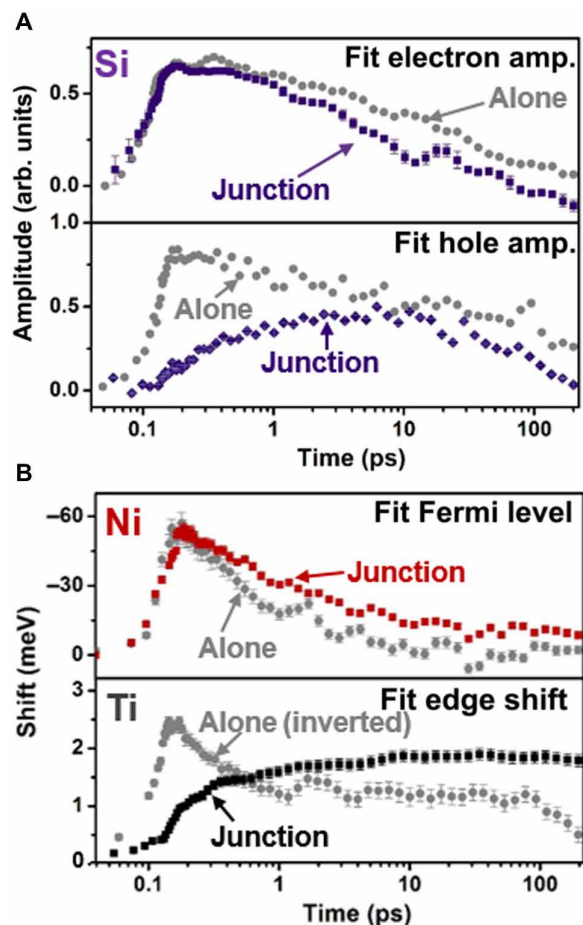 A
Si
Fit electron amp.
Alone
Junction
0.5
0.0
Amplitude (arb. units)
1.0
Fit hole amp.
Alone
Junction
0.5
0.0
0.1
1
10
100
Time (ps)
B
Ni
Fit Fermi level
–60
–30
0
Junction
Alone
Shift (meV)
Ti
Fit edge shift
Alone (inverted)
Junction
3
2
1
0
0.1
1
10
100
Time (ps)